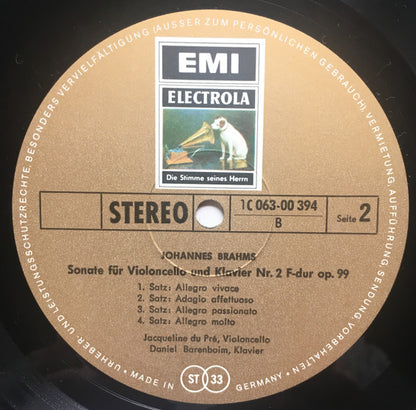 EMI
ELECTROLA
Die Stimme seines Herrn
STEREO
1C 063-00 394
B
Seite 2
JOHANNES BRAHMS
Sonate für Violoncello und Klavier Nr. 2 F-dur op. 99
1. Satz: Allegro vivace
2. Satz: Adagio affettuoso
3. Satz: Allegro passionato
4. Satz: Allegro molto
Jacqueline du Pré, Violoncello
Daniel Barenboim, Klavier
URHEBER- UND LEISTUNGSSCHUTZRECHTE, BESONDERS VERVIELFÄLTIGUNG (AUSSER ZUM PERSÖNLICHEN GEBRAUCH), VERMIETUNG, AUFFÜHRUNG, SENDUNG VORBEHALTEN
• MADE IN ST 33 GERMANY •